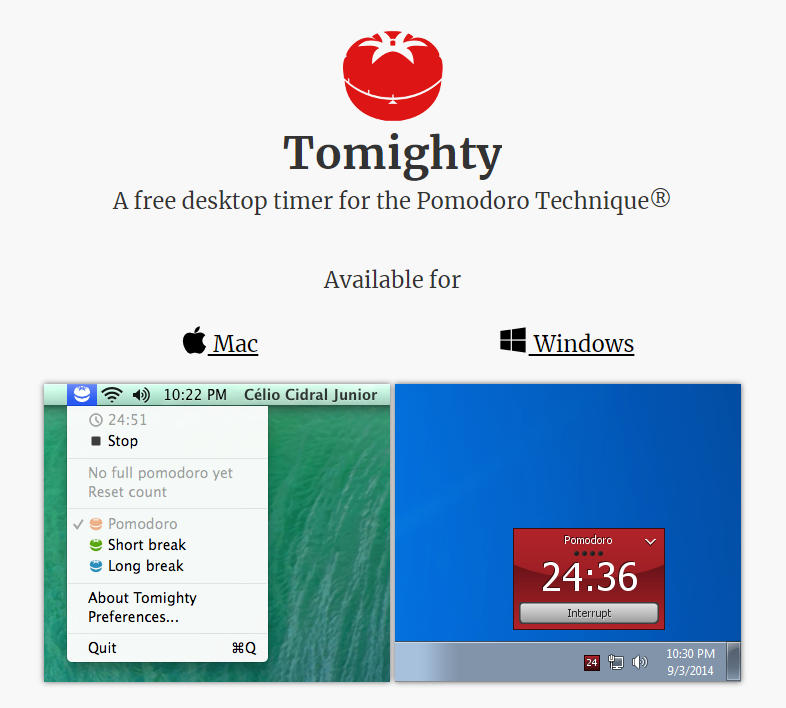 Tomighty
A free desktop timer for the Pomodoro Technique®
Available for
Mac
Windows
10:22 PM Célio Cidral Junior
24:51
Stop
No full pomodoro yet
Reset count
Pomodoro
Short break
Long break
About Tomighty
Preferences...
Quit ⌘Q
Pomodoro
24:36
Interrupt
24
10:30 PM
9/3/2014